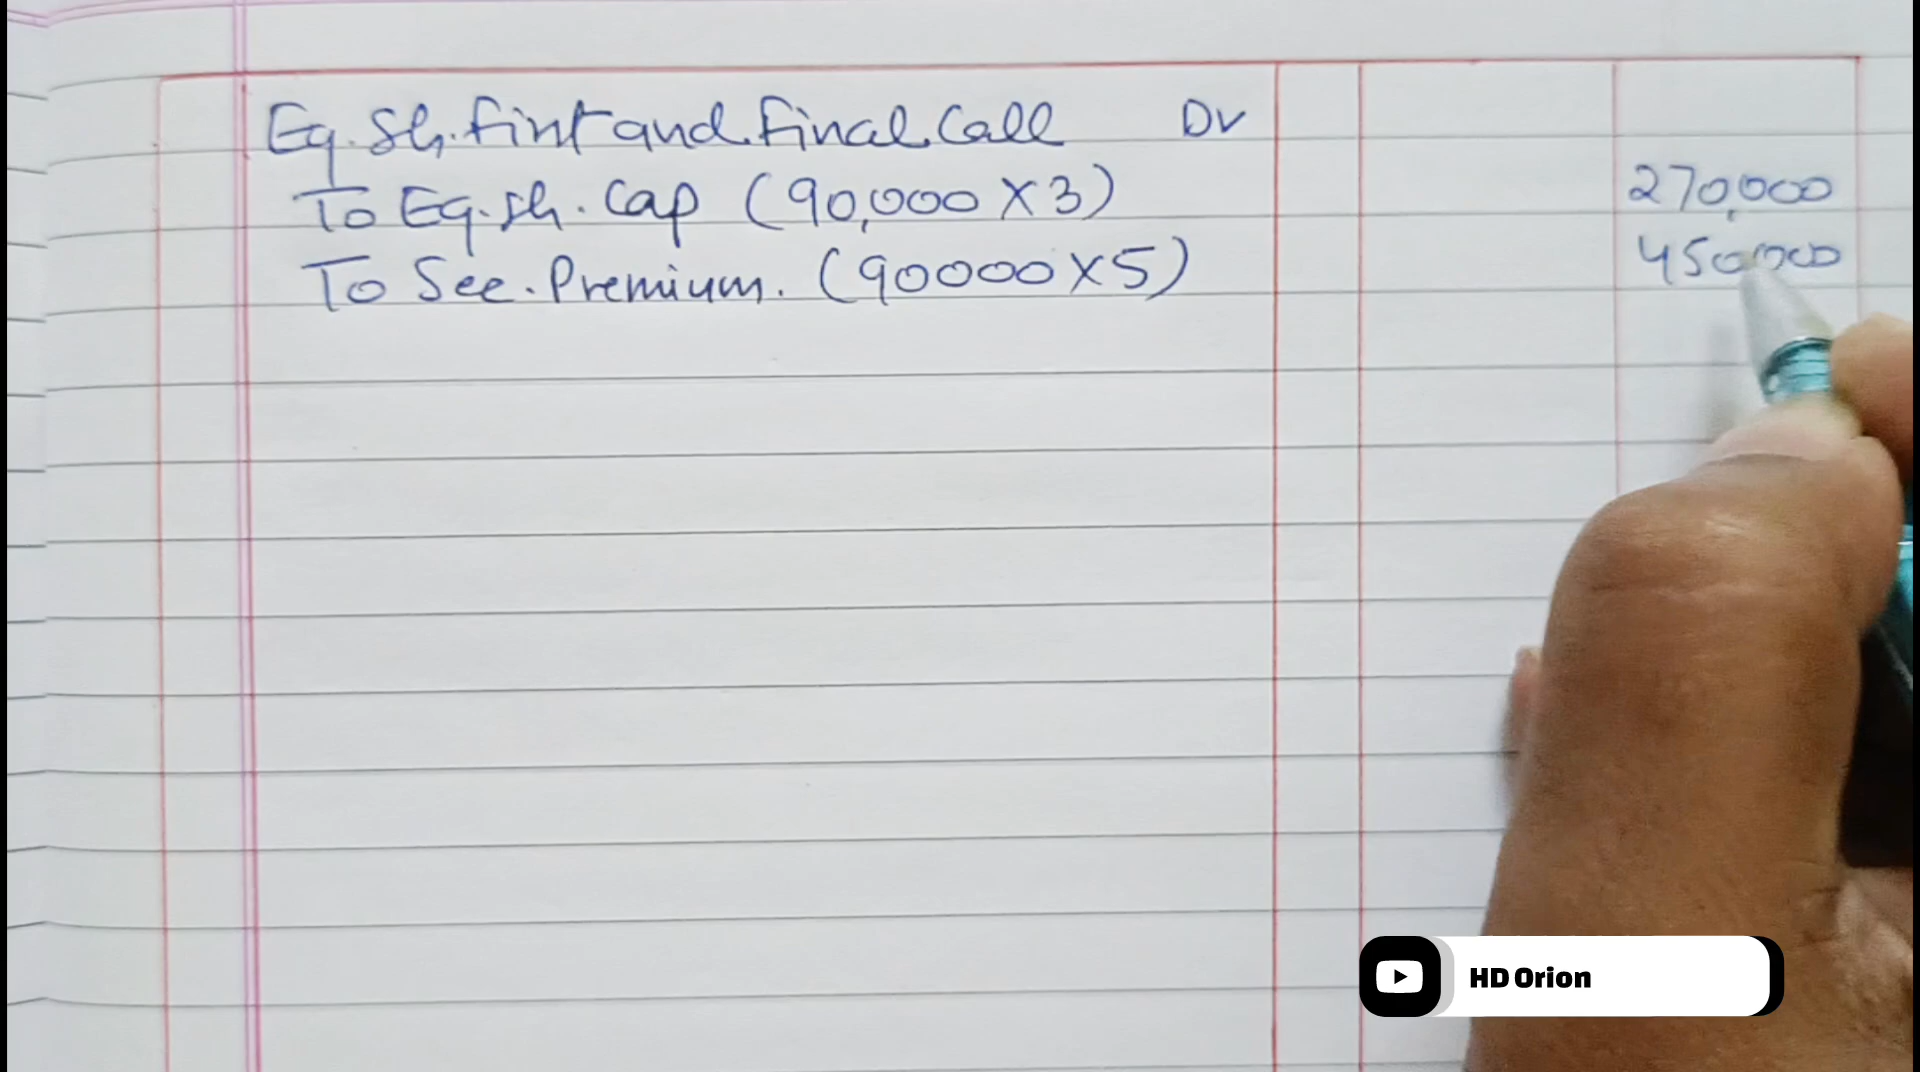 Eq. Sh. first and final call Dr
To Eq. sh. Cap (90,000 X 3) 270,000
To Sec. Premium. (90000 X 5) 450000
HD Orion